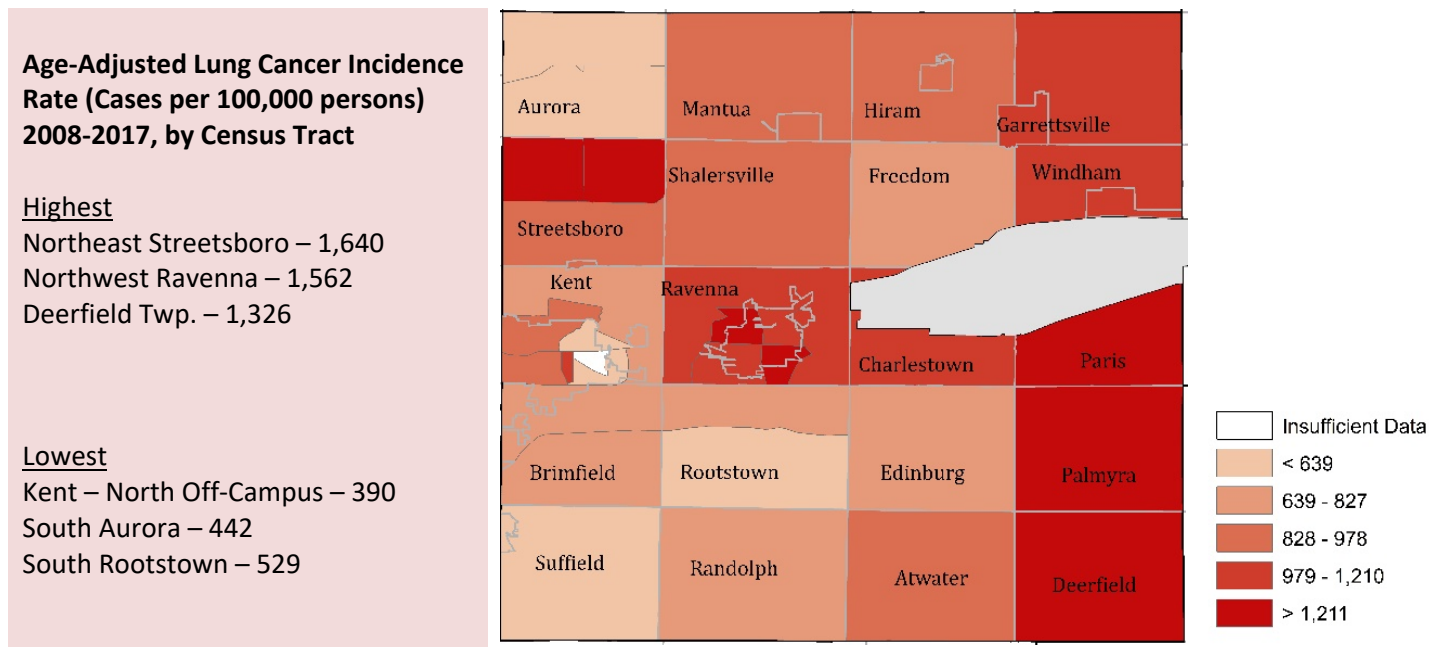 Age-Adjusted Lung Cancer Incidence
Rate (Cases per 100,000 persons)
2008-2017, by Census Tract
Highest
Northeast Streetsboro – 1,640
Northwest Ravenna – 1,562
Deerfield Twp. – 1,326
Lowest
Kent – North Off-Campus – 390
South Aurora – 442
South Rootstown – 529
Aurora
Mantua
Hiram
Garrettsville
Shalersville
Freedom
Windham
Streetsboro
Kent
Ravenna
Charlestown
Paris
Brimfield
Rootstown
Edinburg
Palmyra
Suffield
Randolph
Atwater
Deerfield
Insufficient Data
< 639
639 - 827
828 - 978
979 - 1,210
> 1,211